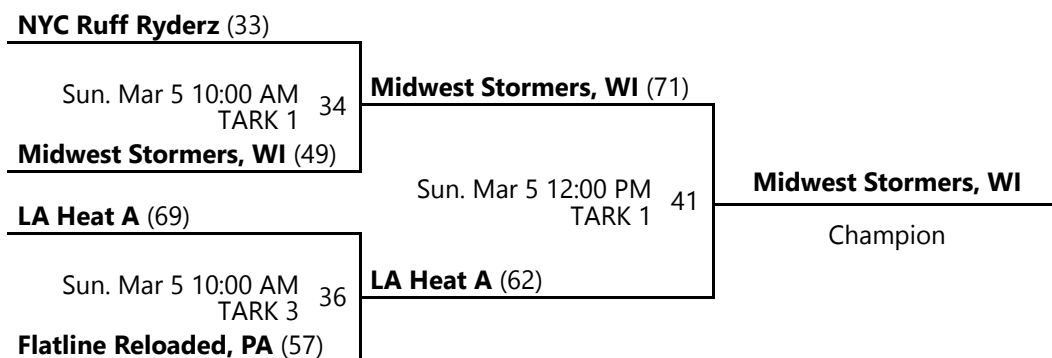 NYC Ruff Ryderz (33)
Sun. Mar 5 10:00 AM
TARK 1
34
Midwest Stormers, WI (49)
LA Heat A (69)
Sun. Mar 5 10:00 AM
TARK 3
36
Flatline Reloaded, PA (57)
Midwest Stormers, WI (71)
Sun. Mar 5 12:00 PM
TARK 1
41
LA Heat A (62)
Midwest Stormers, WI
Champion